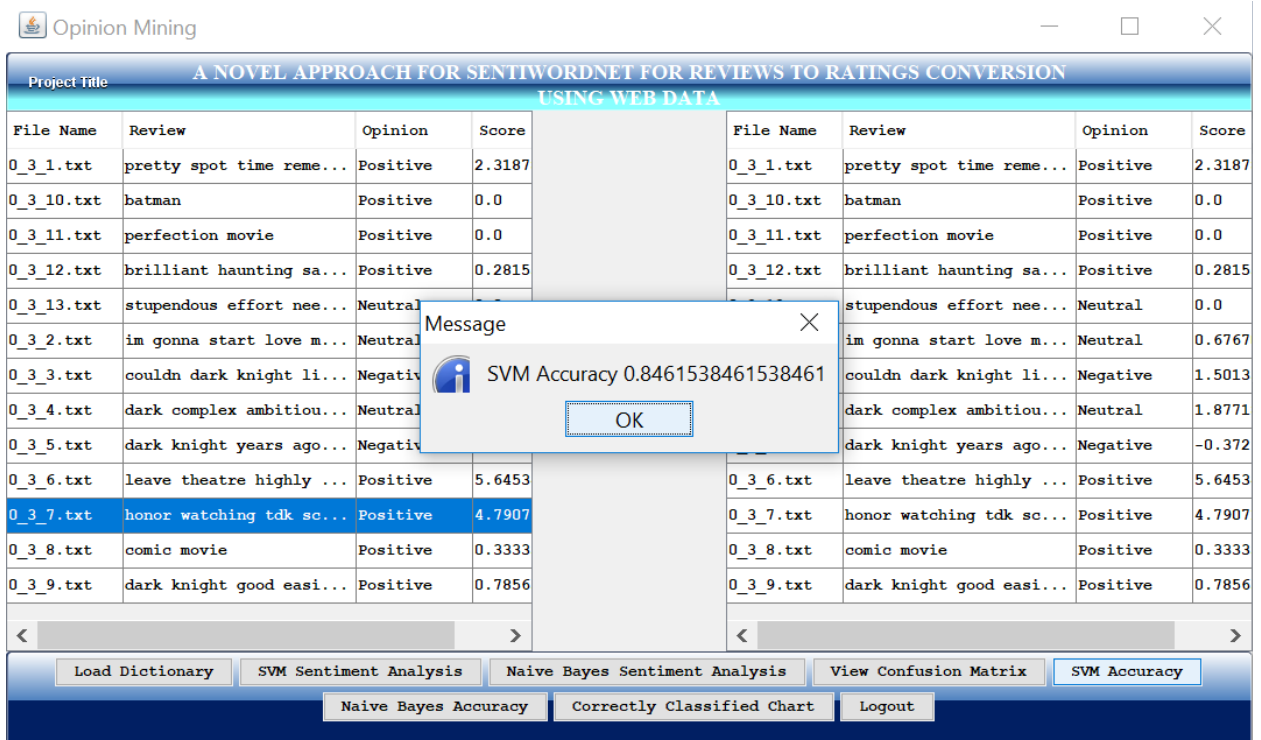 Opinion Mining
Project Title
A NOVEL APPROACH FOR SENTIWORDNET FOR REVIEWS TO RATINGS CONVERSION
USING WEB DATA
File Name Review Opinion Score File Name Review Opinion Score
0_3_1.txt pretty spot time reme... Positive 2.3187 0_3_1.txt pretty spot time reme... Positive 2.3187
0_3_10.txt batman Positive 0.0 0_3_10.txt batman Positive 0.0
0_3_11.txt perfection movie Positive 0.0 0_3_11.txt perfection movie Positive 0.0
0_3_12.txt brilliant haunting sa... Positive 0.2815 0_3_12.txt brilliant haunting sa... Positive 0.2815
0_3_13.txt stupendous effort nee... Neutral stupendous effort nee... Neutral 0.0
0_3_2.txt im gonna start love m... Neutral im gonna start love m... Neutral 0.6767
0_3_3.txt couldn dark knight li... Negativ couldn dark knight li... Negative 1.5013
0_3_4.txt dark complex ambitiou... Neutral dark complex ambitiou... Neutral 1.8771
0_3_5.txt dark knight years ago... Negativ dark knight years ago... Negative -0.372
0_3_6.txt leave theatre highly ... Positive 5.6453 0_3_6.txt leave theatre highly ... Positive 5.6453
0_3_7.txt honor watching tdk sc... Positive 4.7907 0_3_7.txt honor watching tdk sc... Positive 4.7907
0_3_8.txt comic movie Positive 0.3333 0_3_8.txt comic movie Positive 0.3333
0_3_9.txt dark knight good easi... Positive 0.7856 0_3_9.txt dark knight good easi... Positive 0.7856
Message
SVM Accuracy 0.8461538461538461
OK
Load Dictionary SVM Sentiment Analysis Naive Bayes Sentiment Analysis View Confusion Matrix SVM Accuracy
Naive Bayes Accuracy Correctly Classified Chart Logout